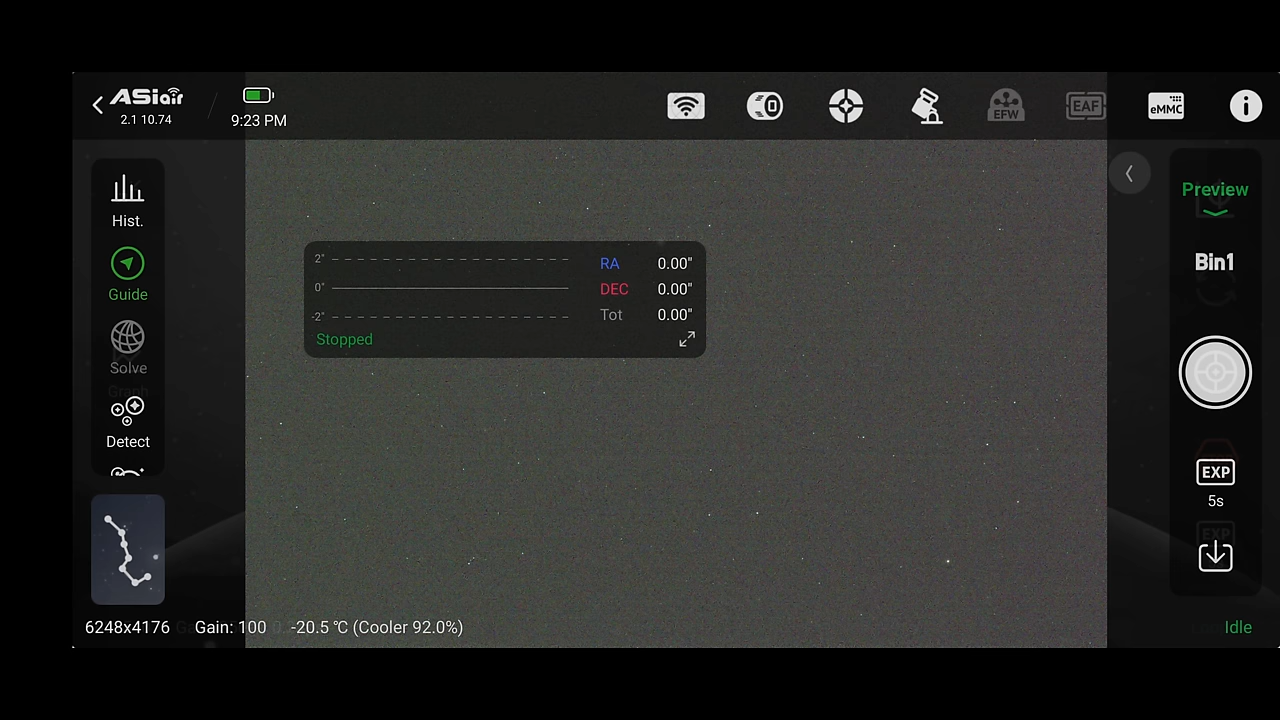 ASiair
2.1 10.74
9:23 PM
EFW
EAF
eMMC
Hist.
Guide
Solve
Graph
Detect
2"
0"
-2"
RA 0.00"
DEC 0.00"
Tot 0.00"
Stopped
Preview
Bin1
EXP
5s
EXP
6248x4176
Gain: 100
-20.5 ℃ (Cooler 92.0%)
Idle